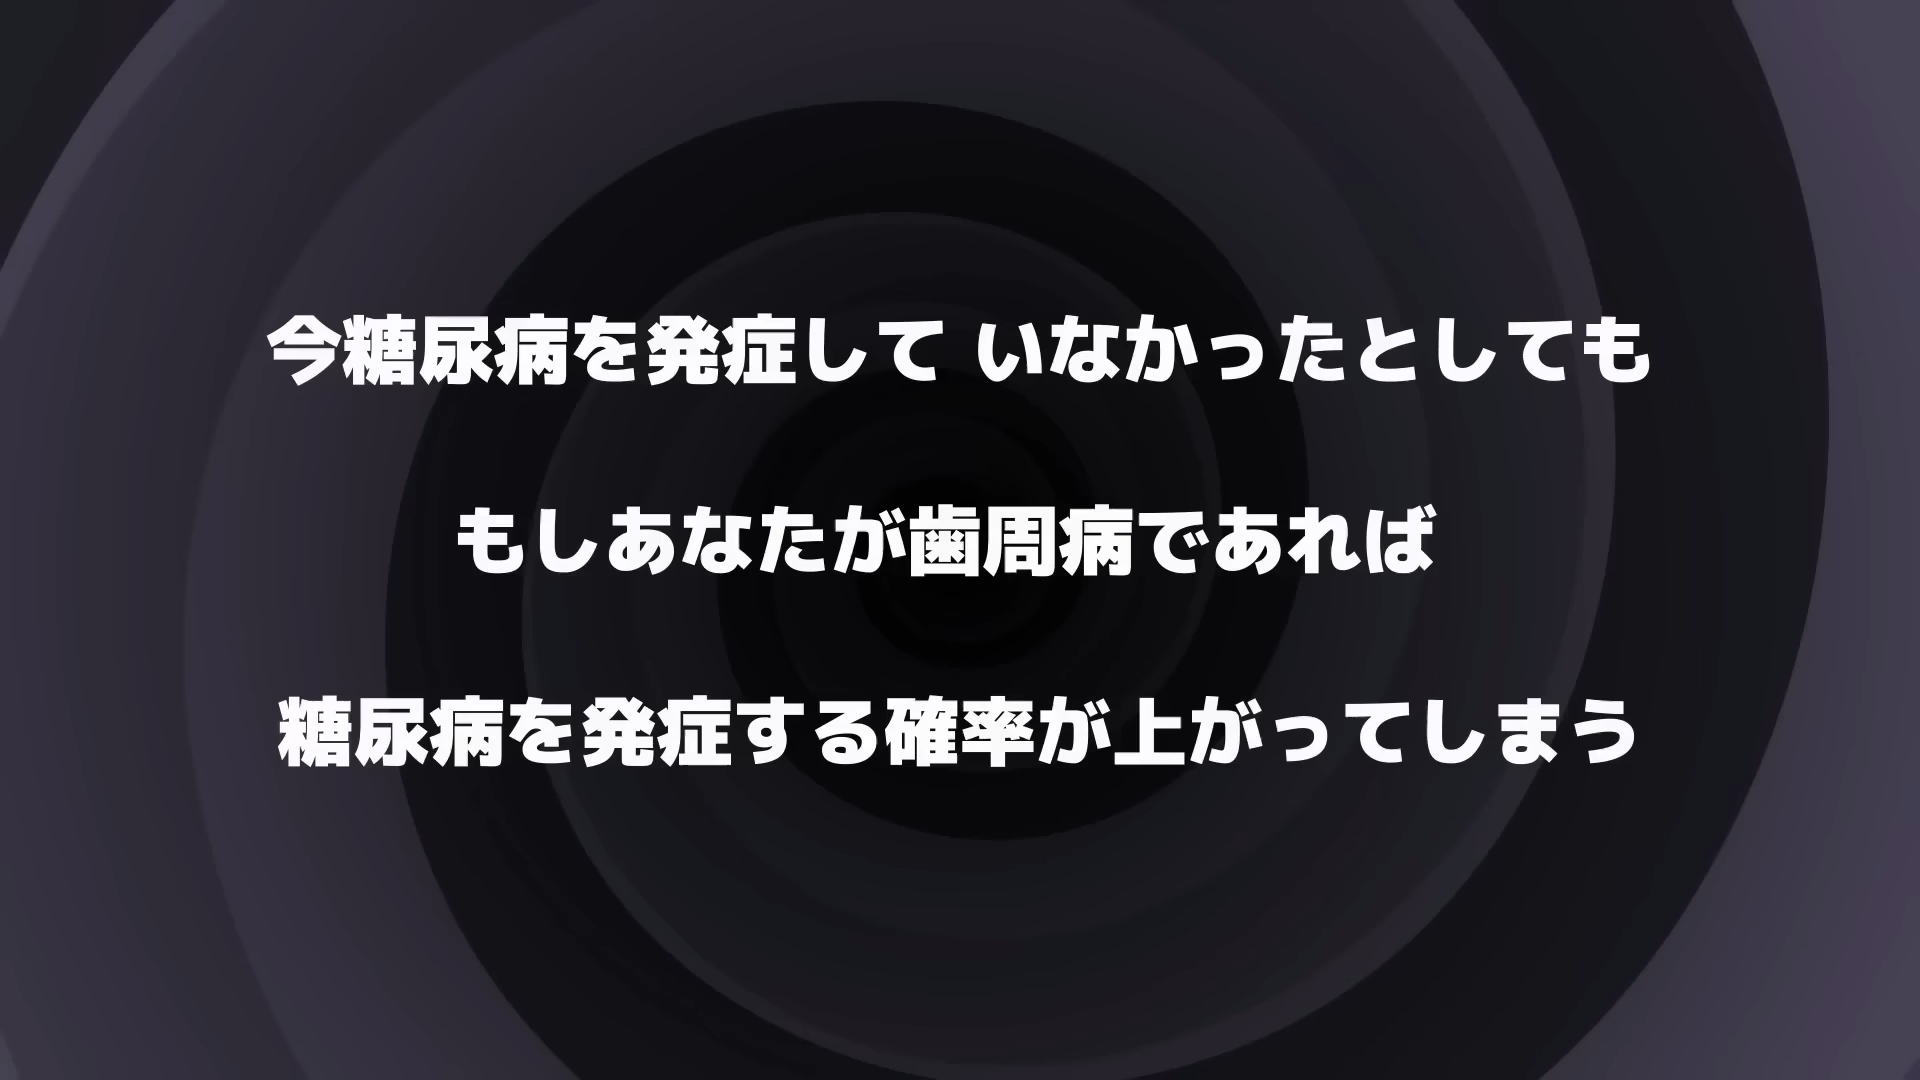 今糖尿病を発症して いなかったとしても
もしあなたが歯周病であれば
糖尿病を発症する確率が上がってしまう